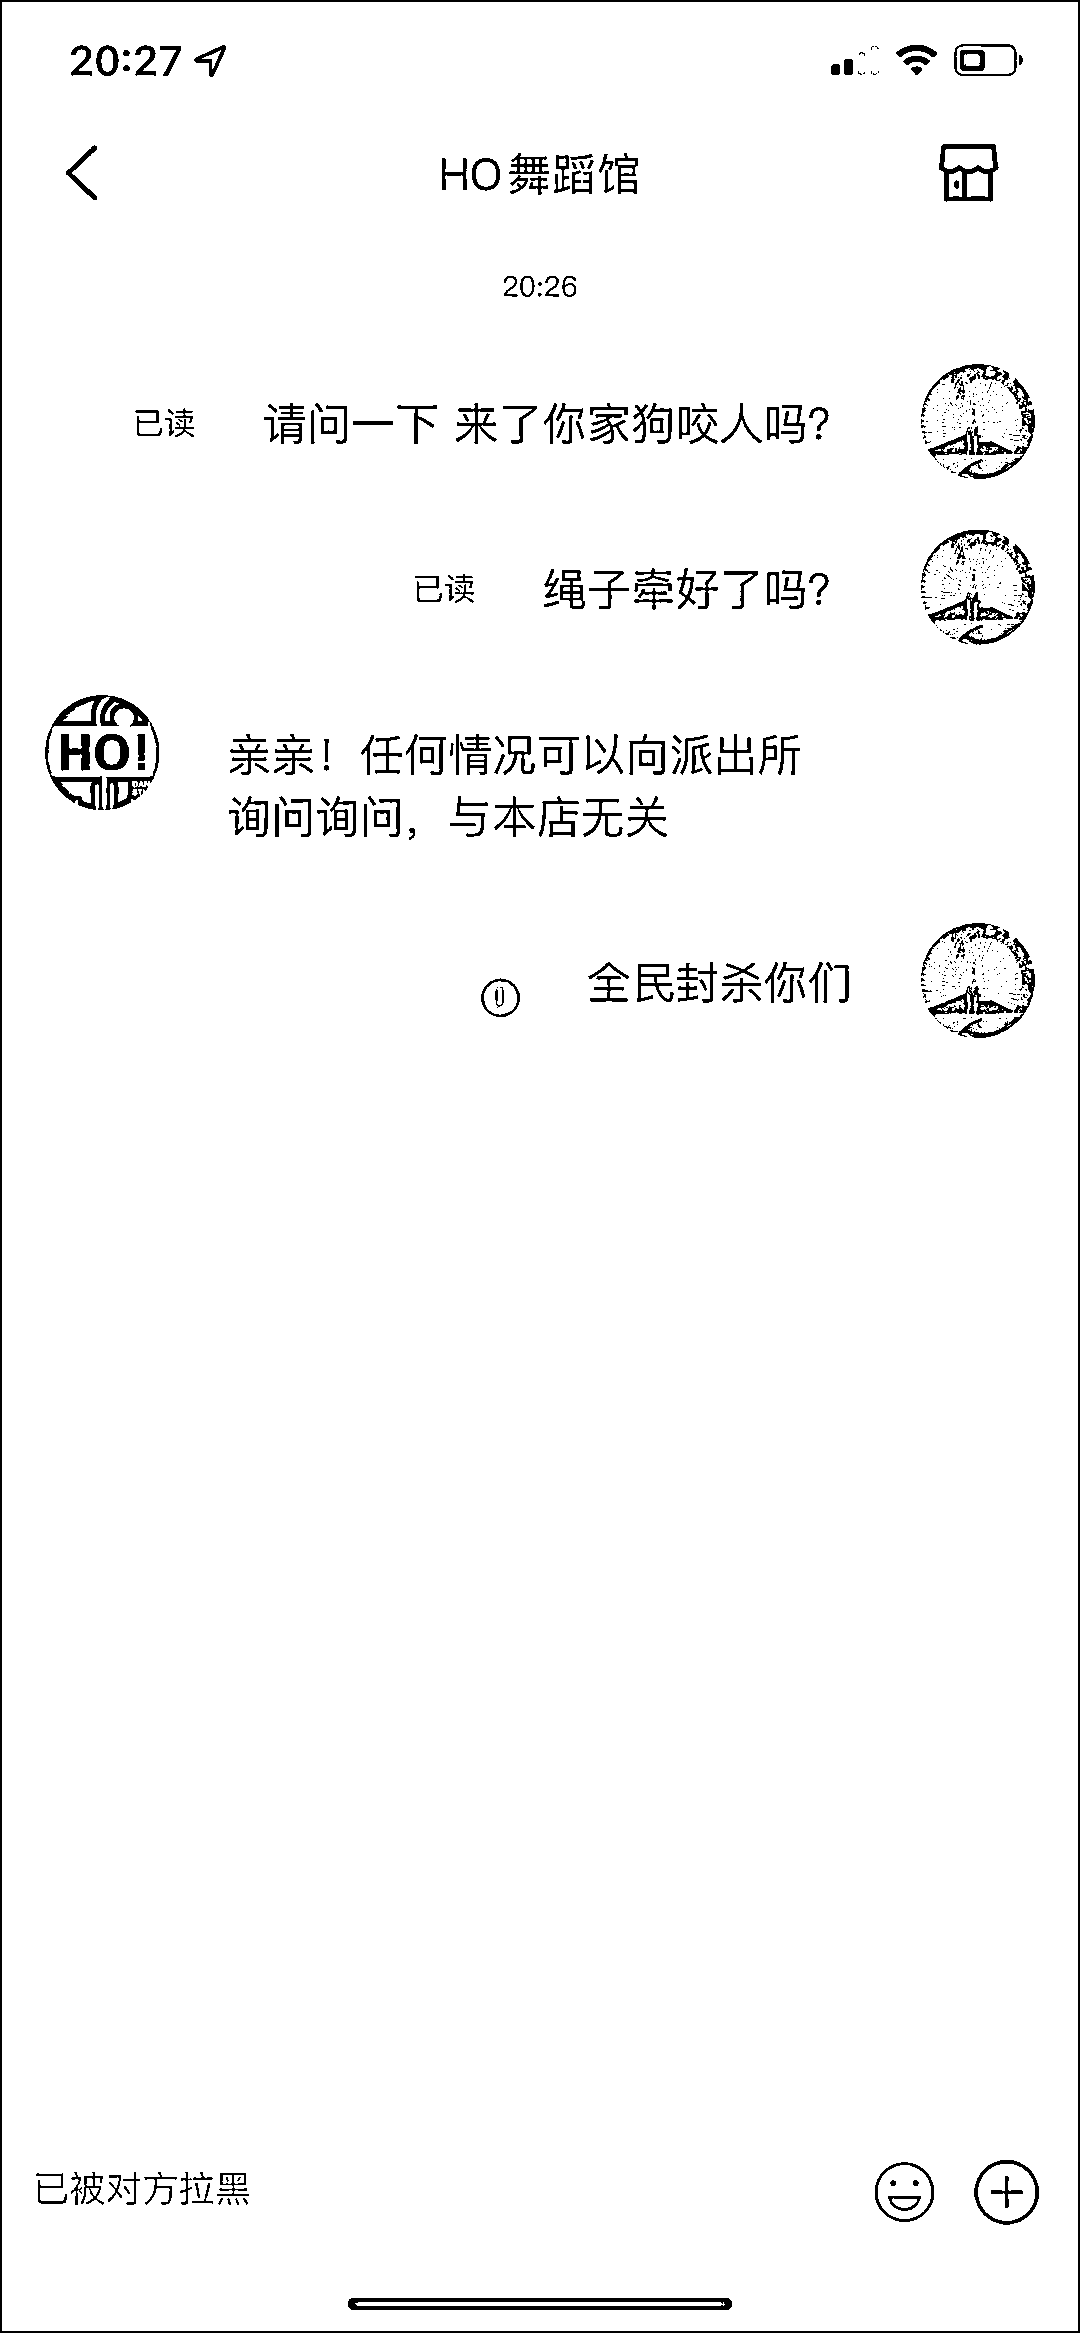 20:27
HO舞蹈馆
20:26
已读 请问一下 来了你家狗咬人吗?
已读 绳子牵好了吗?
HO!
亲亲！任何情况可以向派出所
询问询问，与本店无关
全民封杀你们
已被对方拉黑